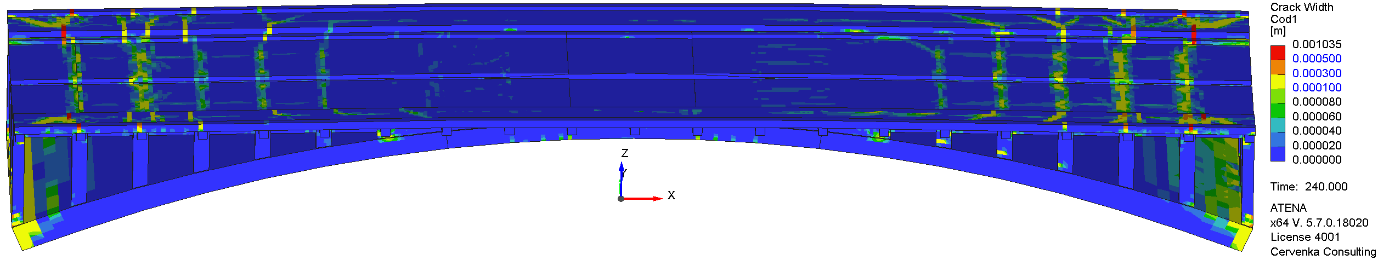 Crack Width
Cod1
[m]
0.001035
0.000500
0.000300
0.000100
0.000080
0.000060
0.000040
0.000020
0.000000
Time: 240.000
ATENA
x64 V. 5.7.0.18020
License 4001
Cervenka Consulting
Z
Y
X